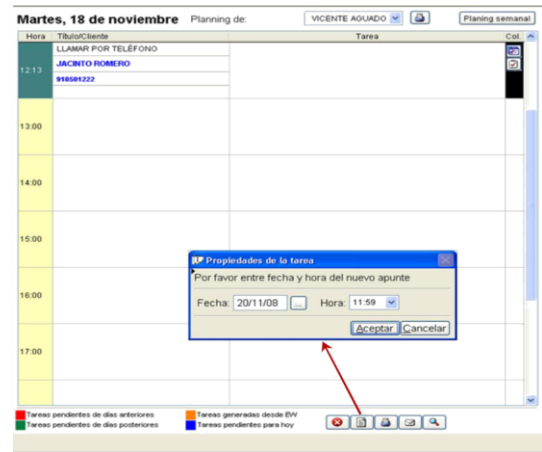 Martes, 18 de noviembre Planning de: VICENTE AGUADO Planing semanal
Hora Título/Cliente Tarea Col.
LLAMAR POR TELÉFONO
12:13 JACINTO ROMERO
918591222
13:00
14:00
15:00
Propiedades de la tarea
Por favor entre fecha y hora del nuevo apunte
16:00
Fecha: 20/11/08 ... Hora: 11:59
Aceptar Cancelar
17:00
Tareas pendientes de días anteriores Tareas generadas desde EW
Tareas pendientes de días posteriores Tareas pendientes para hoy